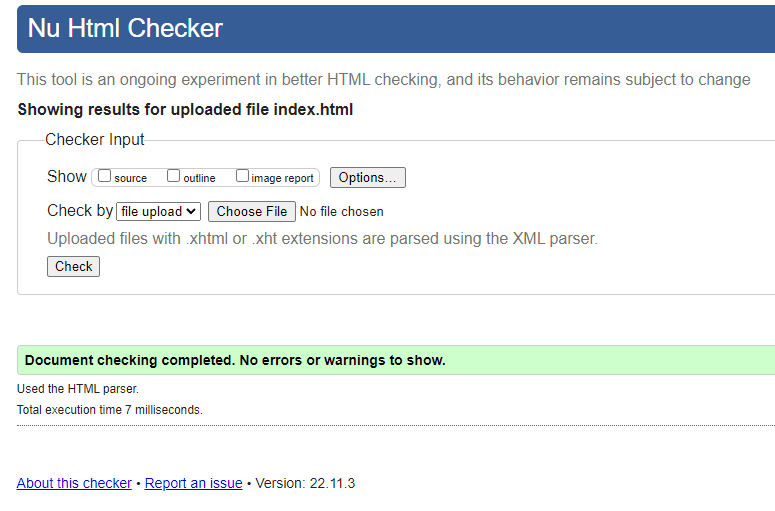 Nu Html Checker
This tool is an ongoing experiment in better HTML checking, and its behavior remains subject to change
Showing results for uploaded file index.html
Checker Input
Show source outline image report Options...
Check by file upload Choose File No file chosen
Uploaded files with .xhtml or .xht extensions are parsed using the XML parser.
Check
Document checking completed. No errors or warnings to show.
Used the HTML parser.
Total execution time 7 milliseconds.
About this checker • Report an issue • Version: 22.11.3